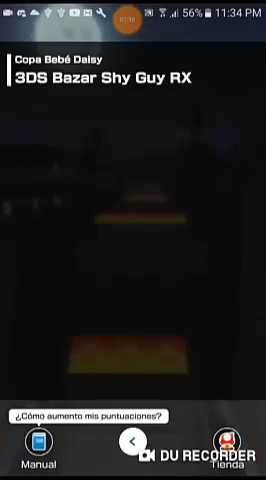 56% 11:34 PM
Copa Bebé Daisy
3DS Bazar Shy Guy RX
¿Cómo aumento mis puntuaciones?
Manual
Tienda
DU RECORDER